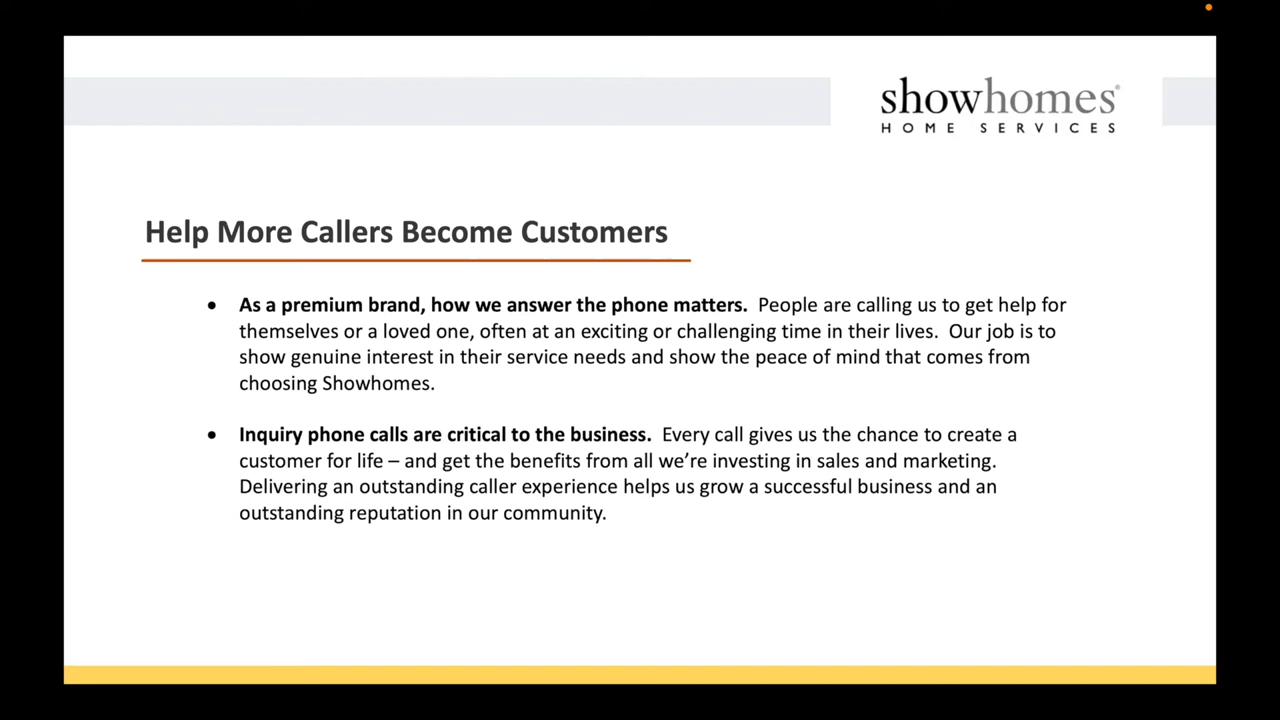 showhomes®
HOME SERVICES
Help More Callers Become Customers
• As a premium brand, how we answer the phone matters. People are calling us to get help for
themselves or a loved one, often at an exciting or challenging time in their lives. Our job is to
show genuine interest in their service needs and show the peace of mind that comes from
choosing Showhomes.
• Inquiry phone calls are critical to the business. Every call gives us the chance to create a
customer for life – and get the benefits from all we’re investing in sales and marketing.
Delivering an outstanding caller experience helps us grow a successful business and an
outstanding reputation in our community.